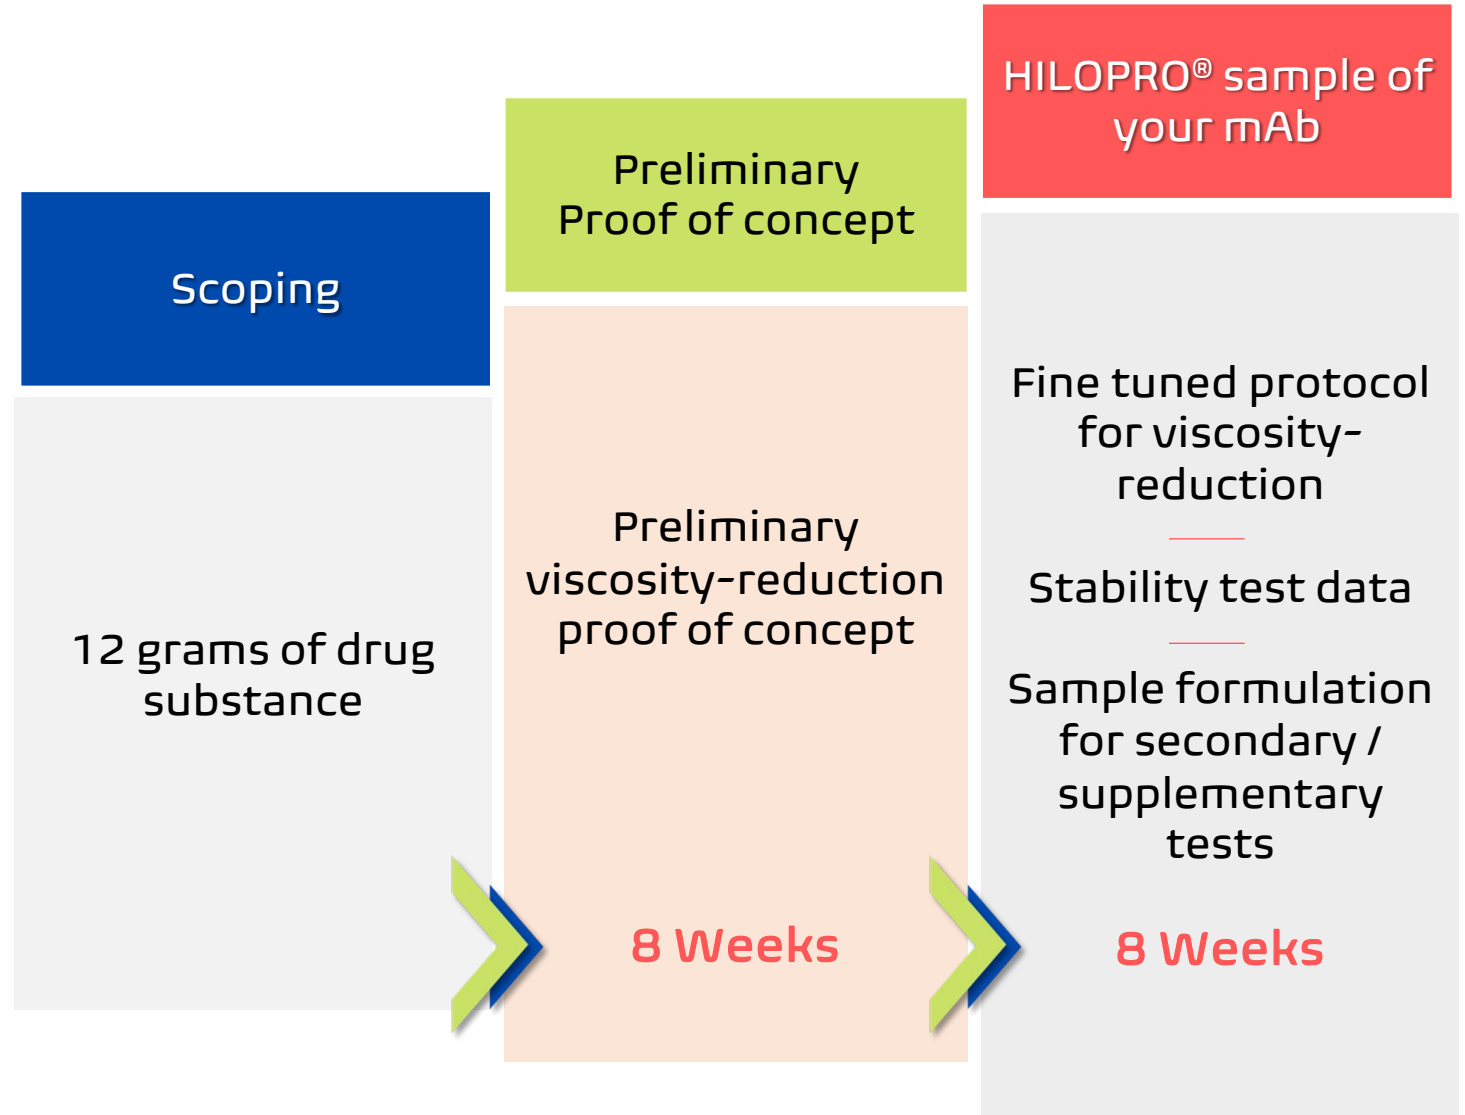 Scoping
12 grams of drug
substance
Preliminary
Proof of concept
Preliminary
viscosity-reduction
proof of concept
8 Weeks
HILOPRO® sample of
your mAb
Fine tuned protocol
for viscosity-
reduction
Stability test data
Sample formulation
for secondary /
supplementary
tests
8 Weeks